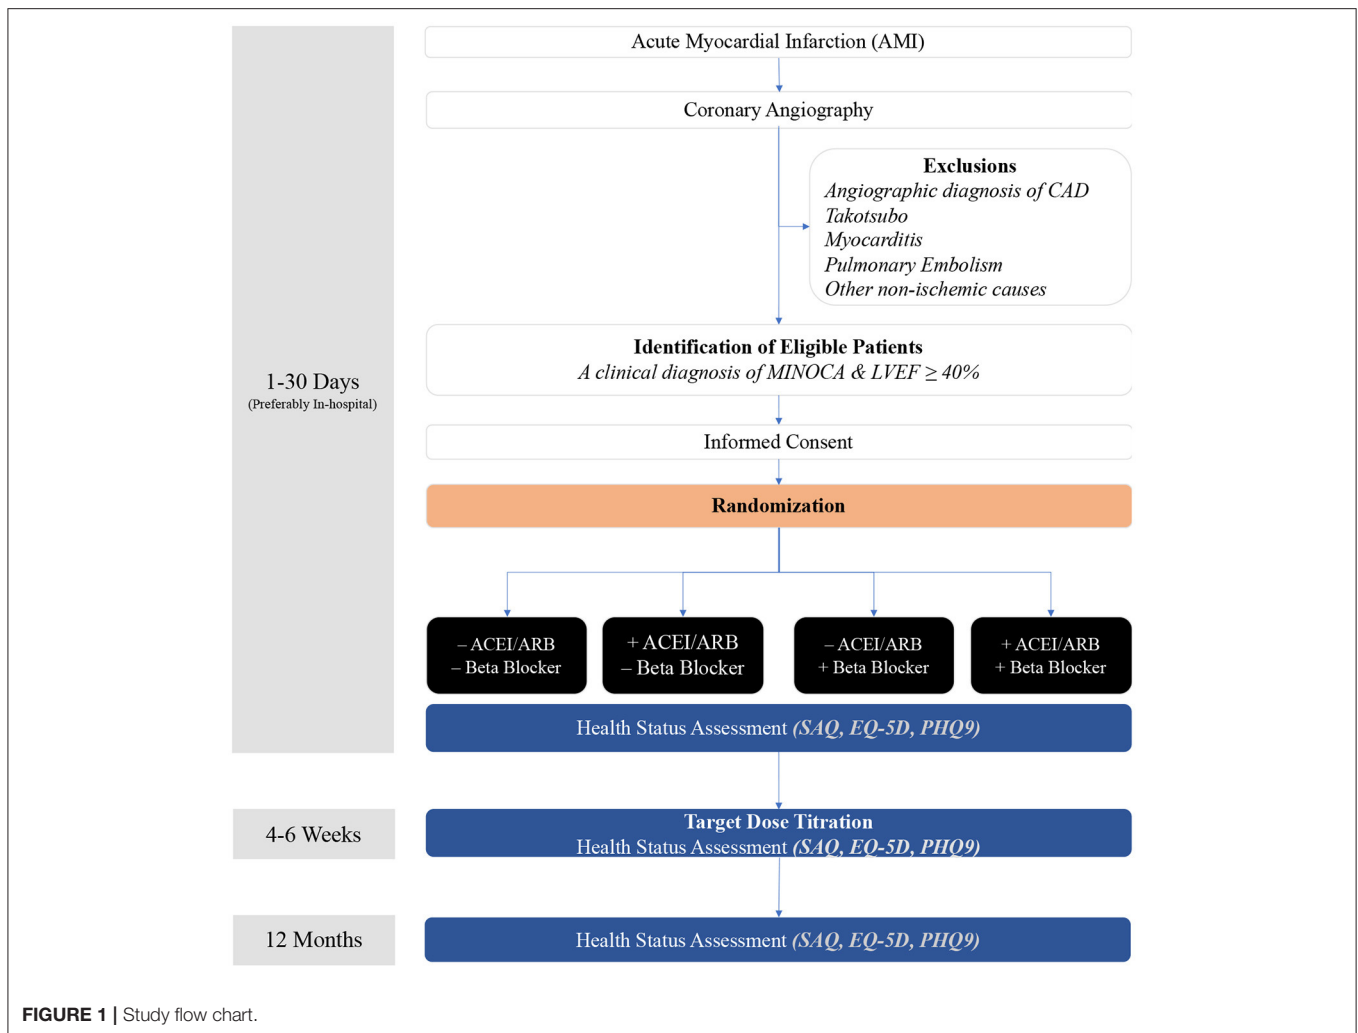 Acute Myocardial Infarction (AMI)
Coronary Angiography
Exclusions
Angiographic diagnosis of CAD
Takotsubo
Myocarditis
Pulmonary Embolism
Other non-ischemic causes
Identification of Eligible Patients
A clinical diagnosis of MINOCA & LVEF ≥ 40%
1-30 Days
(Preferably In-hospital)
Informed Consent
Randomization
– ACEI/ARB
– Beta Blocker
+ ACEI/ARB
– Beta Blocker
– ACEI/ARB
+ Beta Blocker
+ ACEI/ARB
+ Beta Blocker
Health Status Assessment (SAQ, EQ-5D, PHQ9)
4-6 Weeks
Target Dose Titration
Health Status Assessment (SAQ, EQ-5D, PHQ9)
12 Months
Health Status Assessment (SAQ, EQ-5D, PHQ9)
FIGURE 1 | Study flow chart.